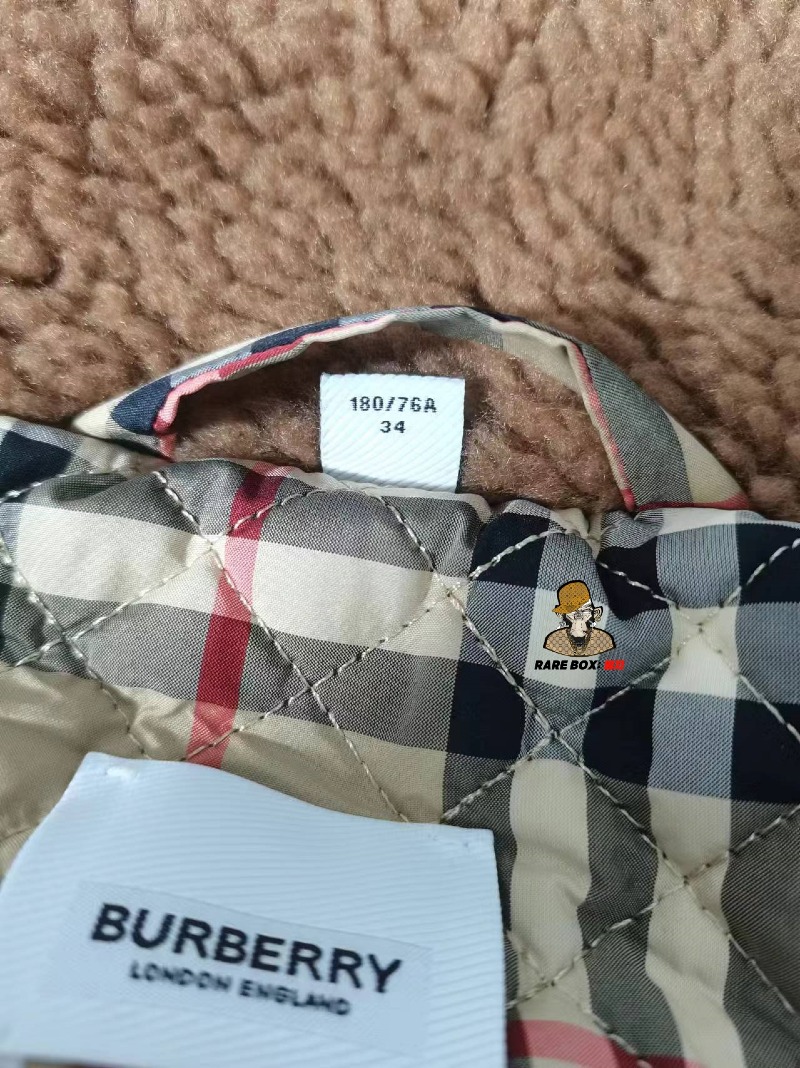 180/76A
34
RARE BOX:
BURBERRY
LONDON ENGLAND